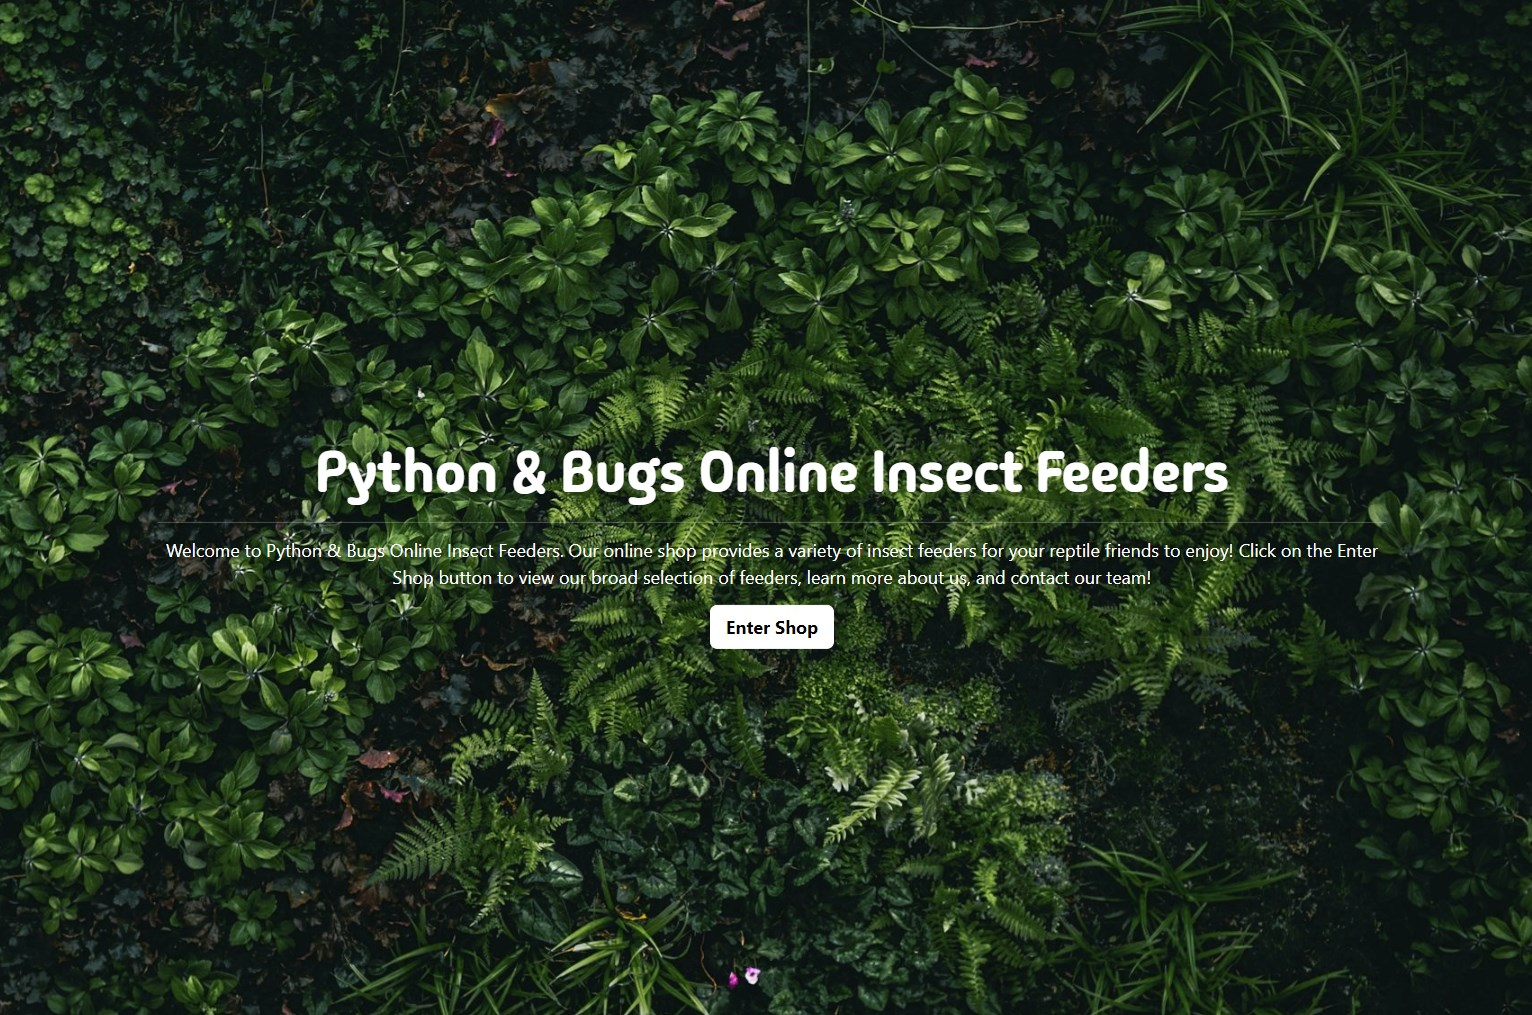 Python & Bugs Online Insect Feeders
Welcome to Python & Bugs Online Insect Feeders. Our online shop provides a variety of insect feeders for your reptile friends to enjoy! Click on the Enter
Shop button to view our broad selection of feeders, learn more about us, and contact our team!
Enter Shop